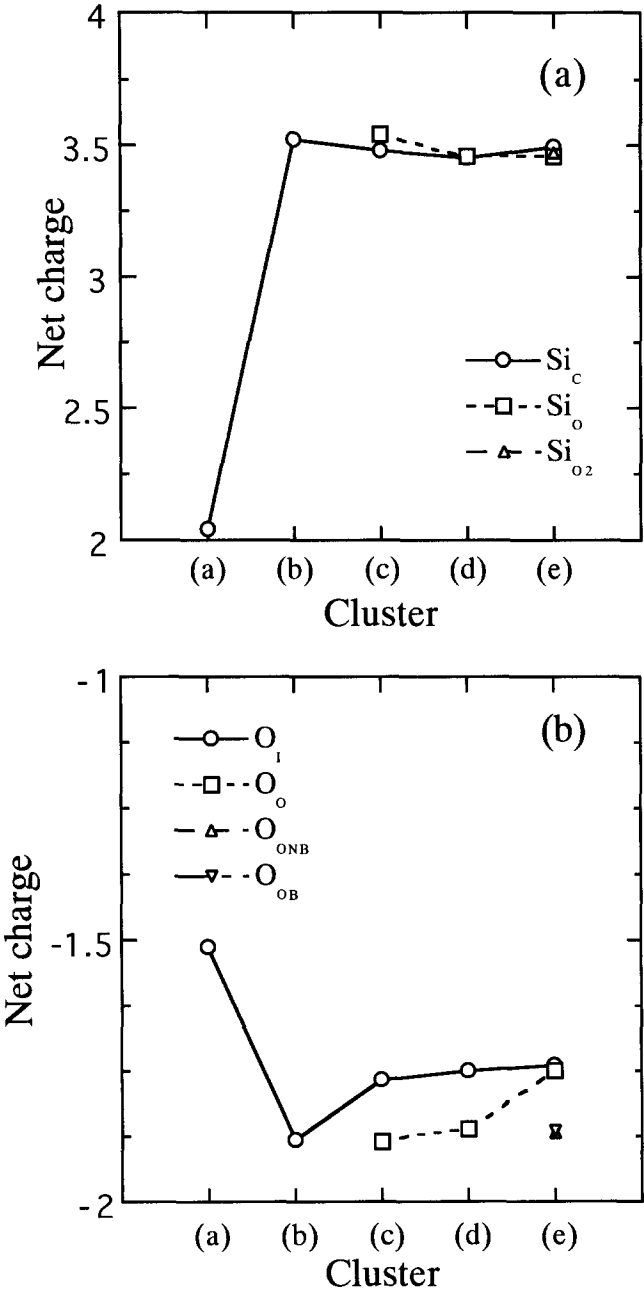 4
(a)
3.5
Net charge
3
Si_C
2.5
Si_O
Si_O2
2
(a) (b) (c) (d) (e)
Cluster
-1
(b)
O_I
O_O
O_ONB
O_OB
Net charge
-1.5
-2
(a) (b) (c) (d) (e)
Cluster